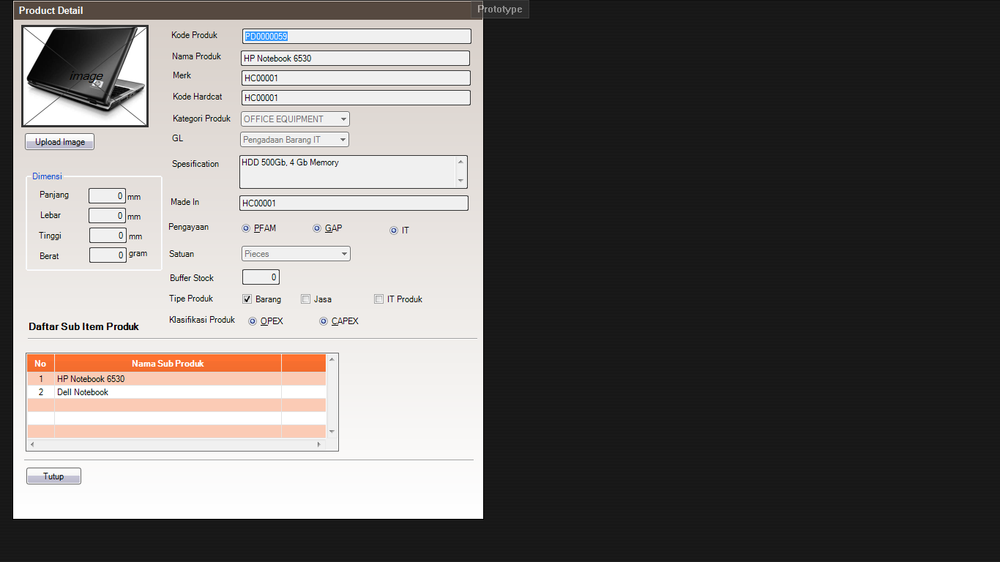 Product Detail
Prototype
image
Upload Image
Kode Produk PD0000059
Nama Produk HP Notebook 6530
Merk HC00001
Kode Hardcat HC00001
Kategori Produk OFFICE EQUIPMENT
GL Pengadaan Barang IT
Spesification HDD 500Gb, 4 Gb Memory
Made In HC00001
Pengayaan PFAM GAP IT
Satuan Pieces
Buffer Stock 0
Tipe Produk Barang Jasa IT Produk
Klasifikasi Produk OPEX CAPEX
Dimensi
Panjang 0 mm
Lebar 0 mm
Tinggi 0 mm
Berat 0 gram
Daftar Sub Item Produk
No Nama Sub Produk
1 HP Notebook 6530
2 Dell Notebook
Tutup